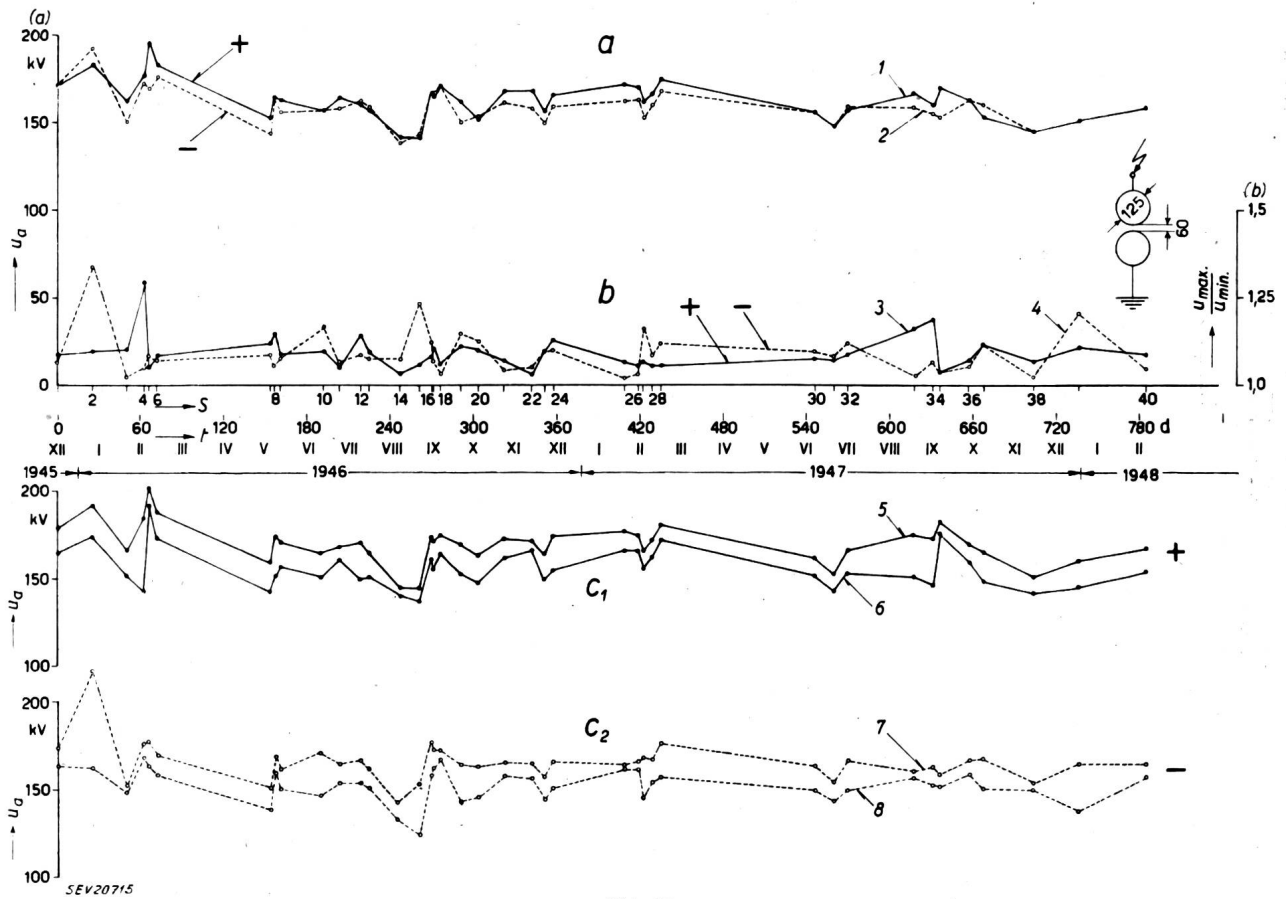 (a)
200
kV
150
100
50
0
u_a
+
−
a
1
2
b
+
−
3
4
125
60
(b)
1,5
1,25
1,0
u_max.
u_min.
2 4 6 8 10 12 14 16 18 20 22 24 26 28 30 32 34 36 38 40
S
0 60 120 180 240 300 360 420 480 540 600 660 720 780 d
t
XII I II III IV V VI VII VIII IX X XI XII I II III IV V VI VII VIII IX X XI XII I II
1945 1946 1947 1948
200
kV
150
100
u_a
C₁
5
6
+
200
kV
150
100
u_a
C₂
7
8
−
SEV20715